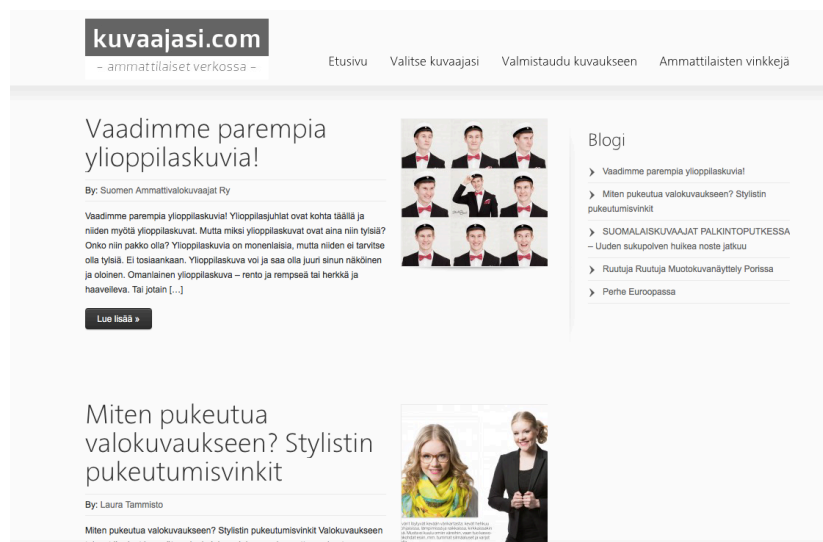 kuvaajasi.com
– ammattilaiset verkossa –
Etusivu Valitse kuvaajasi Valmistaudu kuvaukseen Ammattilaisten vinkkejä
Vaadimme parempia
ylioppilaskuvia!
By: Suomen Ammattivalokuvaajat Ry
Vaadimme parempia ylioppilaskuvia! Ylioppilasjuhlat ovat kohta täällä ja
niiden myötä ylioppilaskuvat. Mutta miksi ylioppilaskuvat ovat aina niin tylsiä?
Onko niin pakko olla? Ylioppilaskuvia on monenlaisia, mutta niiden ei tarvitse
olla tylsiä. Ei tosiaankaan. Ylioppilaskuva voi ja saa olla juuri sinun näköinen
ja oloinen. Omanlainen ylioppilaskuva – rento ja rempseä tai herkkä ja
haaveileva. Tai jotain […]
Lue lisää »
Blogi
Vaadimme parempia ylioppilaskuvia!
Miten pukeutua valokuvaukseen? Stylistin
pukeutumisvinkit
SUOMALAISKUVAAJAT PALKINTOPUTKESSA
– Uuden sukupolven huikea noste jatkuu
Ruutuja Ruutuja Muotokuvanäyttely Porissa
Perhe Euroopassa
Miten pukeutua
valokuvaukseen? Stylistin
pukeutumisvinkit
By: Laura Tammisto
Miten pukeutua valokuvaukseen? Stylistin pukeutumisvinkit Valokuvaukseen